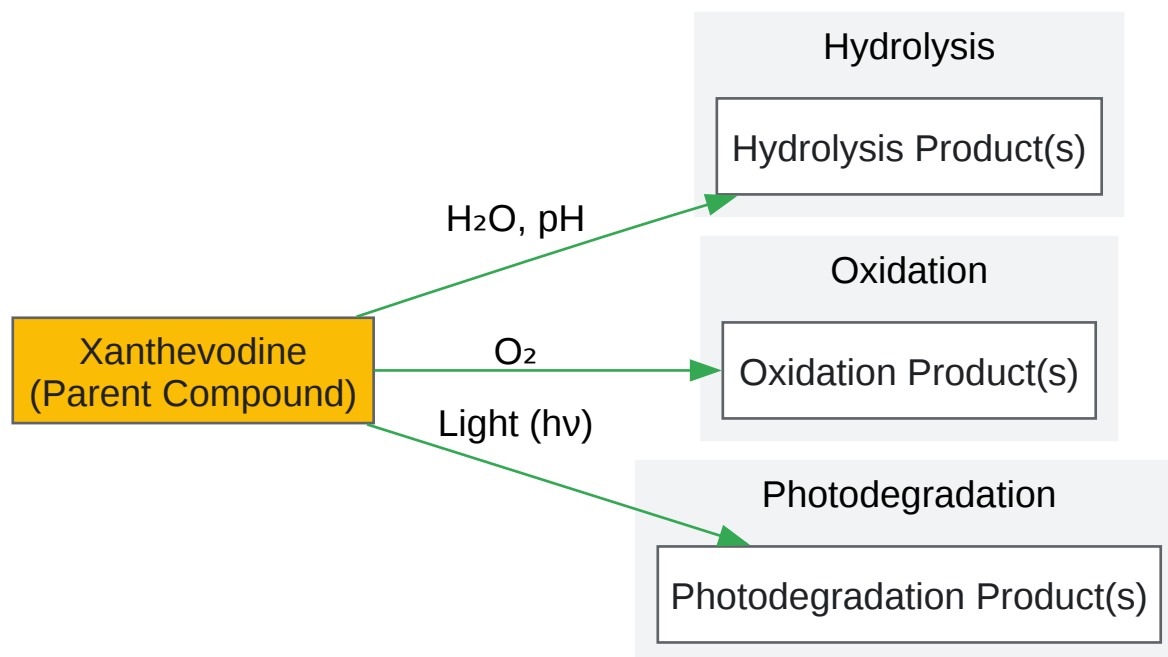 Hydrolysis
Hydrolysis Product(s)
H₂O, pH
Oxidation
Xanthevodine
(Parent Compound)
O₂
Oxidation Product(s)
Light (hν)
Photodegradation
Photodegradation Product(s)